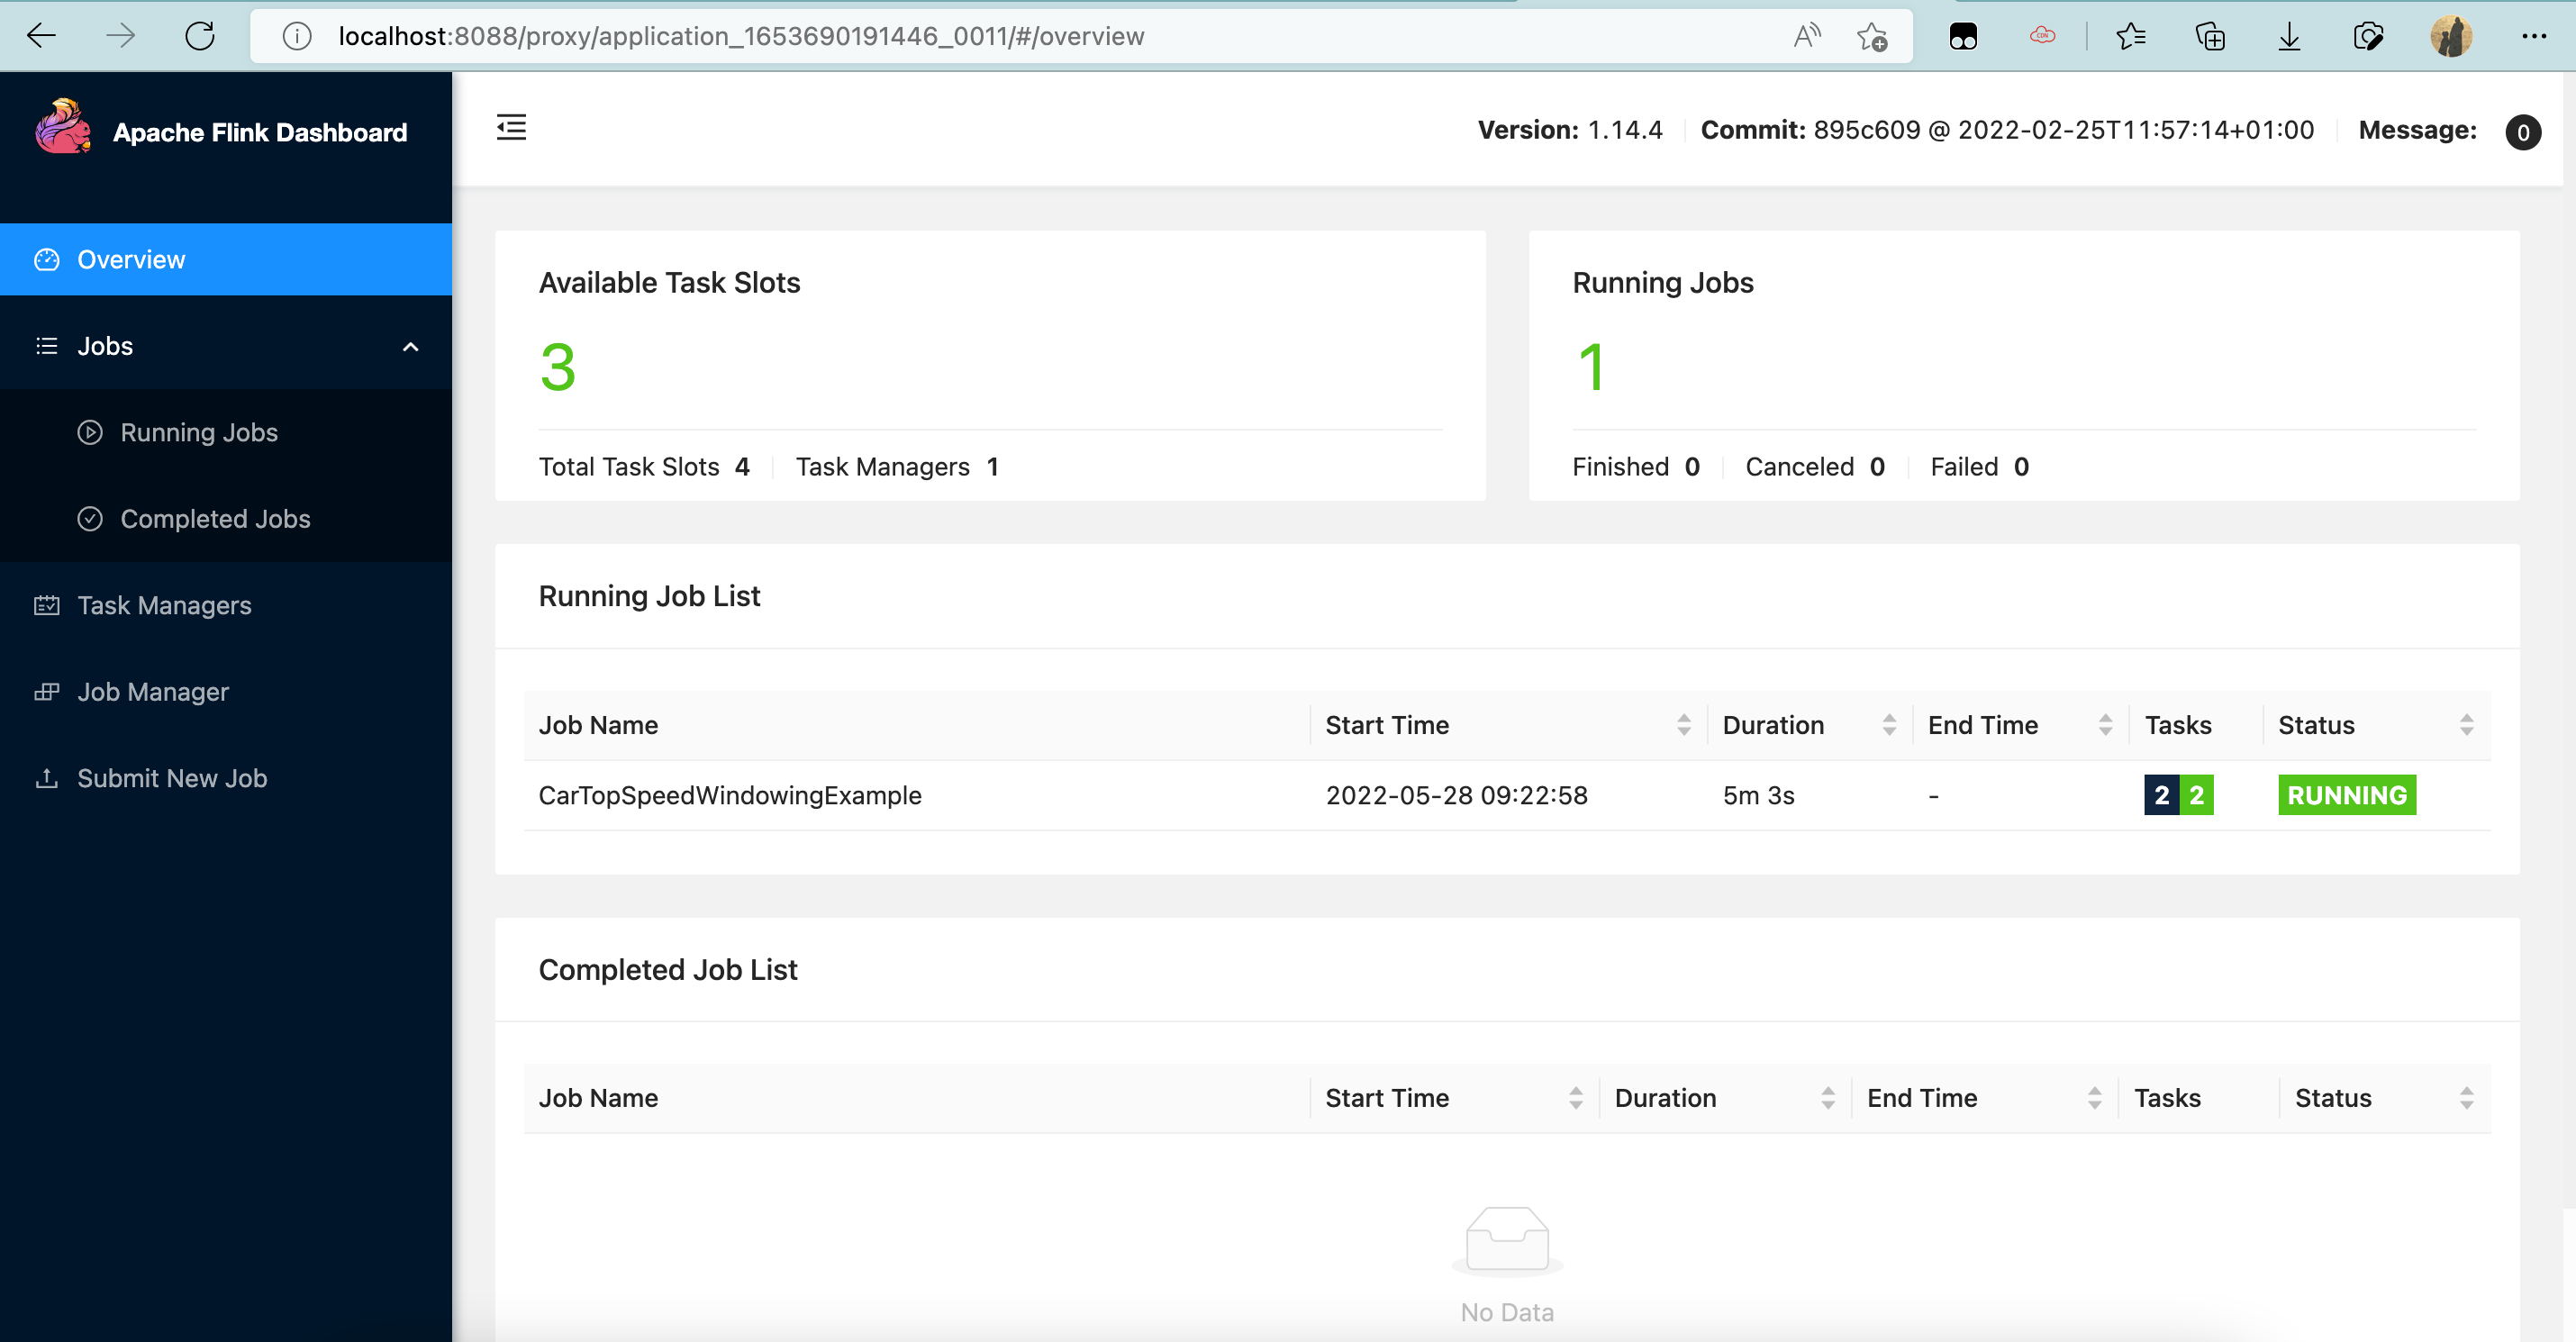 localhost:8088/proxy/application_1653690191446_0011/#/overview
Apache Flink Dashboard
Version: 1.14.4 Commit: 895c609 @ 2022-02-25T11:57:14+01:00 Message: 0
Overview
Jobs
Running Jobs
Completed Jobs
Task Managers
Job Manager
Submit New Job
Available Task Slots
3
Total Task Slots 4 Task Managers 1
Running Jobs
1
Finished 0 Canceled 0 Failed 0
Running Job List
Job Name Start Time Duration End Time Tasks Status
CarTopSpeedWindowingExample 2022-05-28 09:22:58 5m 3s - 2 2 RUNNING
Completed Job List
Job Name Start Time Duration End Time Tasks Status
No Data